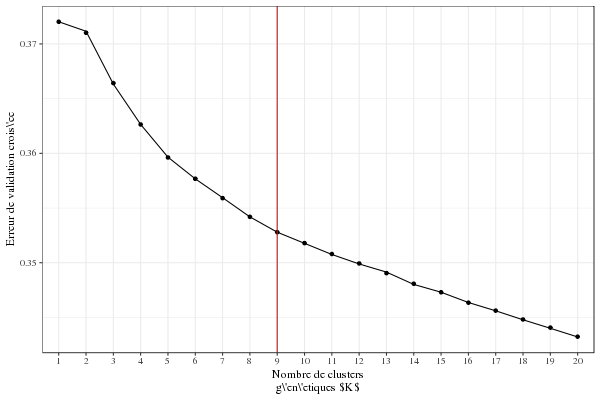 0.37
0.36
0.35
Erreur de validation crois\'cc
1 2 3 4 5 6 7 8 9 10 11 12 13 14 15 16 17 18 19 20
Nombre de clusters
g\'en\'etiques $K$